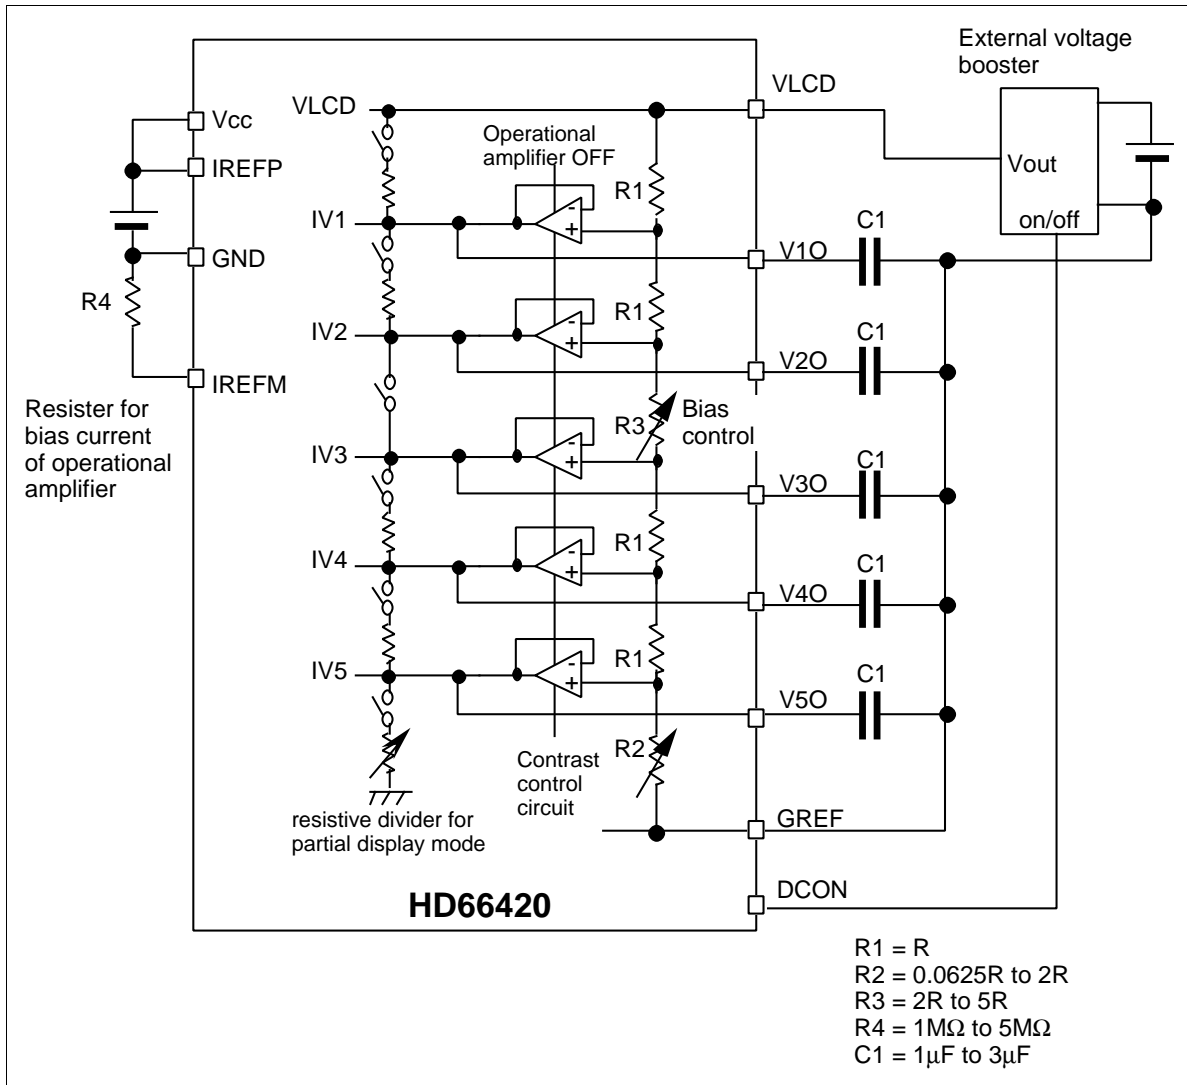 External voltage
booster
VLCD
Vcc
VLCD
Operational
amplifier OFF
IREFP
R1
Vout
IV1
-
+
C1
on/off
GND
V1O
R4
R1
IV2
-
+
C1
V2O
IREFM
Resister for
bias current
of operational
amplifier
R3
Bias
control
IV3
-
+
C1
V3O
R1
IV4
-
+
C1
V4O
R1
IV5
-
+
C1
V5O
R2
Contrast
control
circuit
resistive divider for
partial display mode
GREF
HD66420
DCON
R1 = R
R2 = 0.0625R to 2R
R3 = 2R to 5R
R4 = 1MΩ to 5MΩ
C1 = 1µF to 3µF